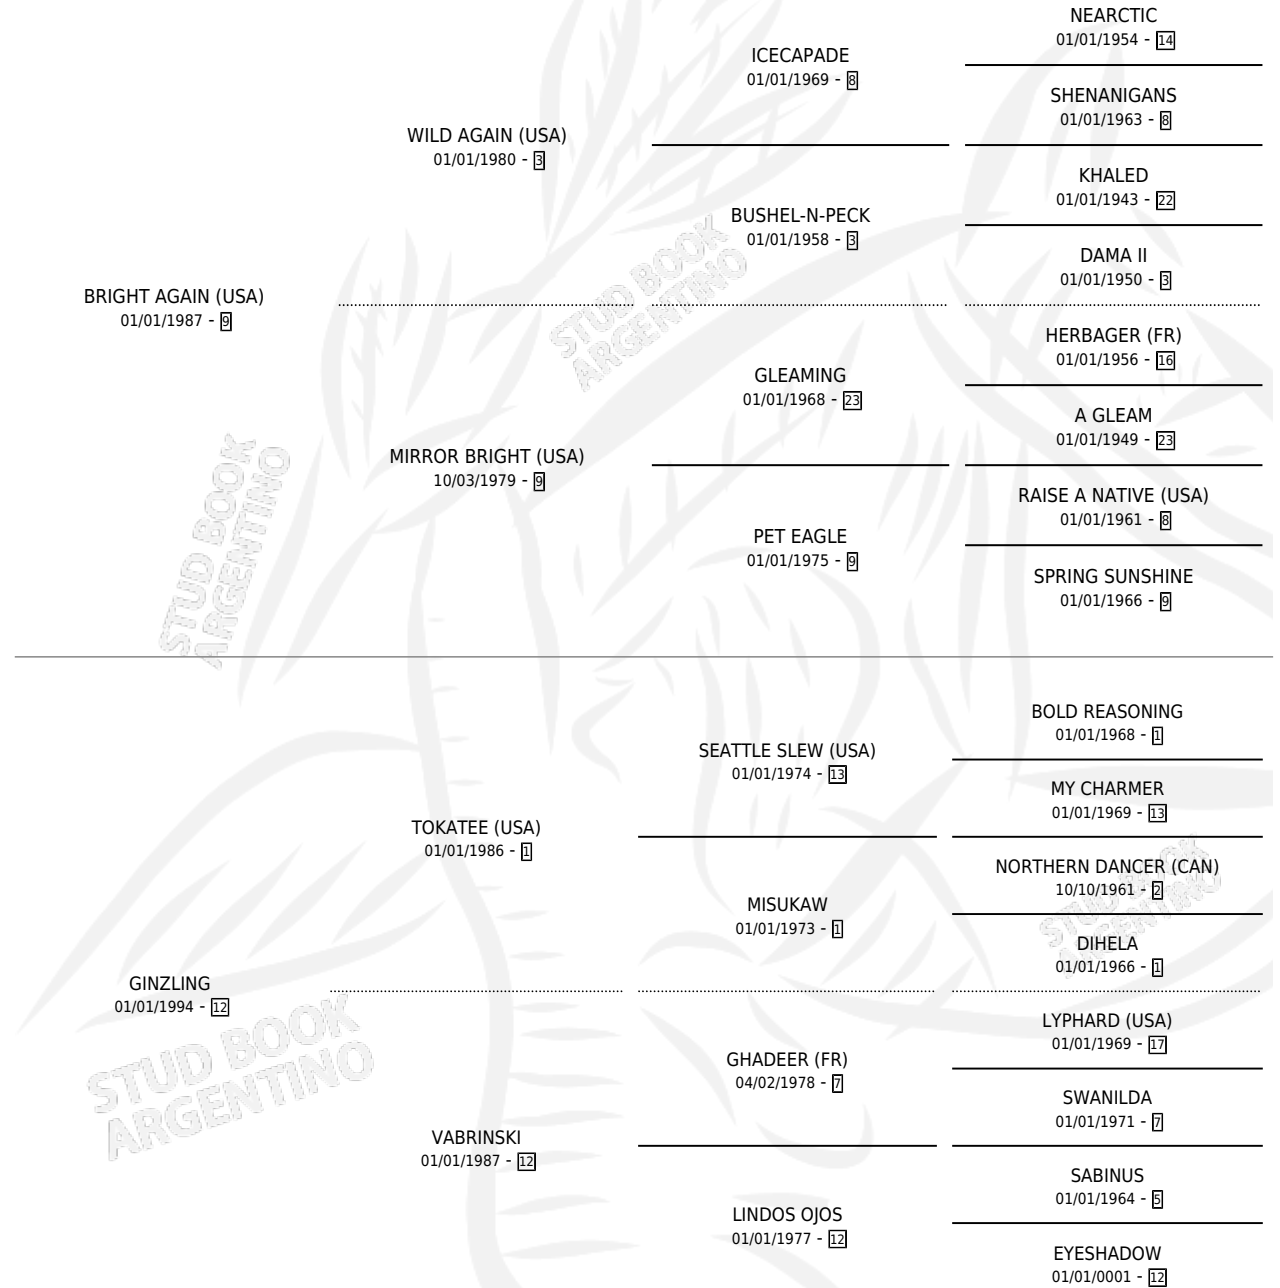 NEARCTIC
01/01/1954 - 14
ICECAPADE
01/01/1969 - 8
SHENANIGANS
01/01/1963 - 8
WILD AGAIN (USA)
01/01/1980 - 3
KHALED
01/01/1943 - 22
BUSHEL-N-PECK
01/01/1958 - 3
DAMA II
01/01/1950 - 3
BRIGHT AGAIN (USA)
01/01/1987 - 9
HERBAGER (FR)
01/01/1956 - 16
GLEAMING
01/01/1968 - 23
A GLEAM
01/01/1949 - 23
MIRROR BRIGHT (USA)
10/03/1979 - 9
RAISE A NATIVE (USA)
01/01/1961 - 8
PET EAGLE
01/01/1975 - 9
SPRING SUNSHINE
01/01/1966 - 9
BOLD REASONING
01/01/1968 - 1
SEATTLE SLEW (USA)
01/01/1974 - 13
MY CHARMER
01/01/1969 - 13
TOKATEE (USA)
01/01/1986 - 1
NORTHERN DANCER (CAN)
10/10/1961 - 2
MISUKAW
01/01/1973 - 1
DIHELA
01/01/1966 - 1
GINZLING
01/01/1994 - 12
LYPHARD (USA)
01/01/1969 - 17
GHADEER (FR)
04/02/1978 - 7
SWANILDA
01/01/1971 - 7
VABRINSKI
01/01/1987 - 12
SABINUS
01/01/1964 - 5
LINDOS OJOS
01/01/1977 - 12
EYESHADOW
01/01/0001 - 12
STUD BOOK
ARGENTINO
STUD BOOK
ARGENTINO
STUD BOOK
ARGENTINO
STUD BOOK
ARGENTINO